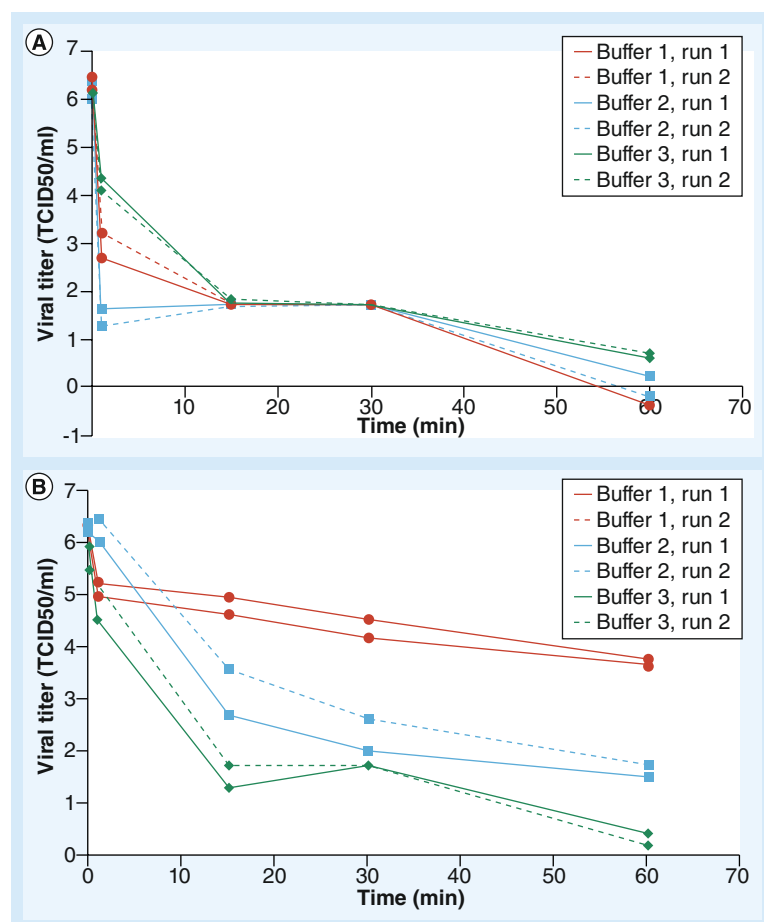 A
7
6
5
4
3
2
1
0
-1
Viral titer (TCID50/ml)
10 20 30 40 50 60 70
Time (min)
Buffer 1, run 1
Buffer 1, run 2
Buffer 2, run 1
Buffer 2, run 2
Buffer 3, run 1
Buffer 3, run 2
B
7
6
5
4
3
2
1
0
Viral titer (TCID50/ml)
0 10 20 30 40 50 60 70
Time (min)
Buffer 1, run 1
Buffer 1, run 2
Buffer 2, run 1
Buffer 2, run 2
Buffer 3, run 1
Buffer 3, run 2